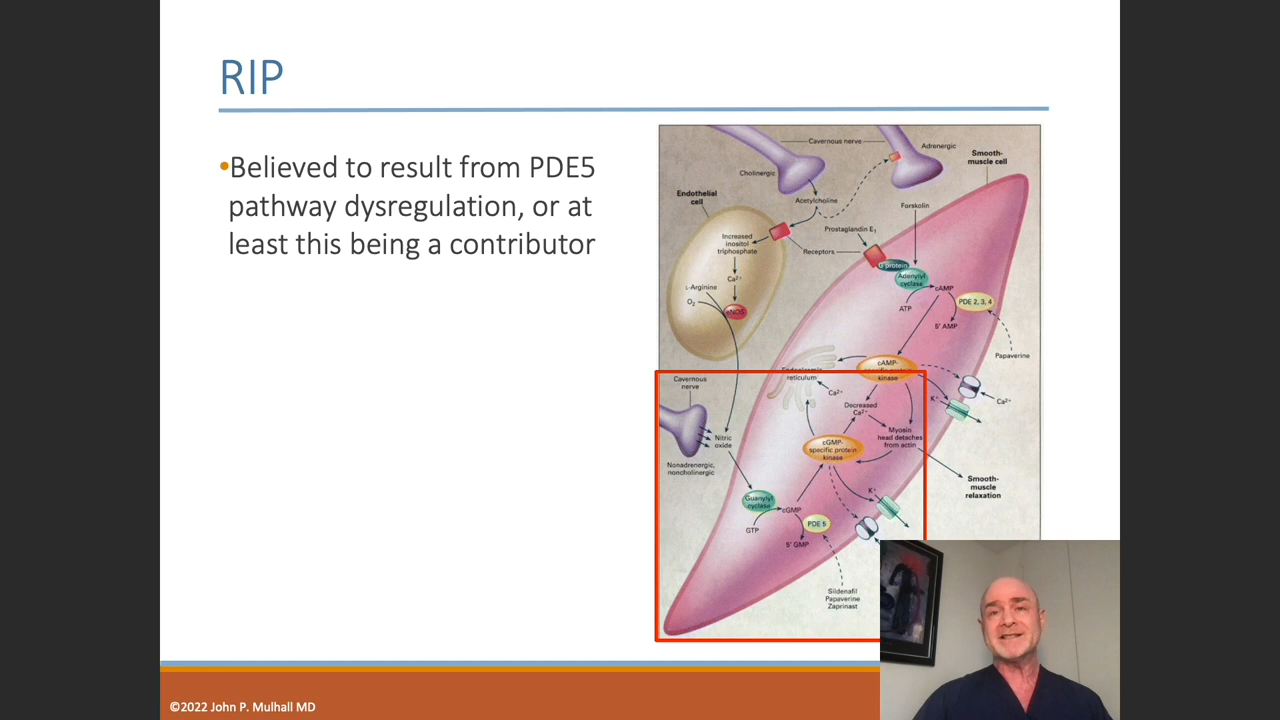 RIP
•Believed to result from PDE5
pathway dysregulation, or at
least this being a contributor
Cavernous nerve
Adrenergic
Smooth-
muscle cell
Cholinergic
Endothelial
cell
Acetylcholine
Forskolin
Prostaglandin E1
Increased
inositol
triphosphate
Receptors
G protein
Adenylyl
cyclase
Ca2+
L-Arginine
O2
eNOS
cAMP
ATP
PDE 2, 3, 4
5' AMP
Papaverine
cAMP-
specific protein
kinase
Endoplasmic
reticulum
Cavernous
nerve
Ca2+
K+
Ca2+
Decreased
Ca2+
Myosin
head detaches
from actin
Nitric
oxide
cGMP-
specific protein
kinase
Nonadrenergic,
noncholinergic
Smooth-
muscle
relaxation
K+
Guanylyl
cyclase
cGMP
GTP
PDE 5
5' GMP
Sildenafil
Papaverine
Zaprinast
©2022 John P. Mulhall MD